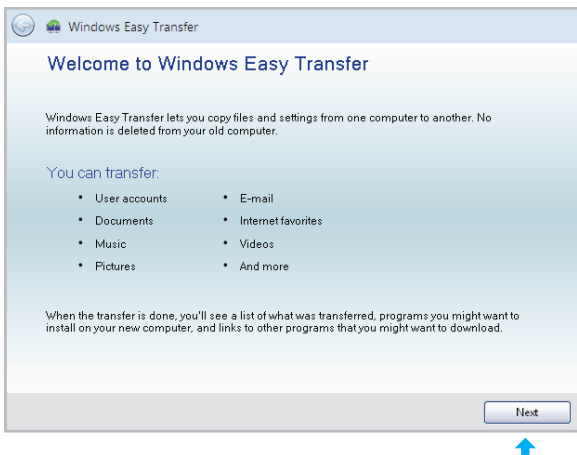 Windows Easy Transfer
Welcome to Windows Easy Transfer
Windows Easy Transfer lets you copy files and settings from one computer to another. No
information is deleted from your old computer.
You can transfer:
• User accounts
• Documents
• Music
• Pictures
• E-mail
• Internet favorites
• Videos
• And more
When the transfer is done, you'll see a list of what was transferred, programs you might want to
install on your new computer, and links to other programs that you might want to download.
Next